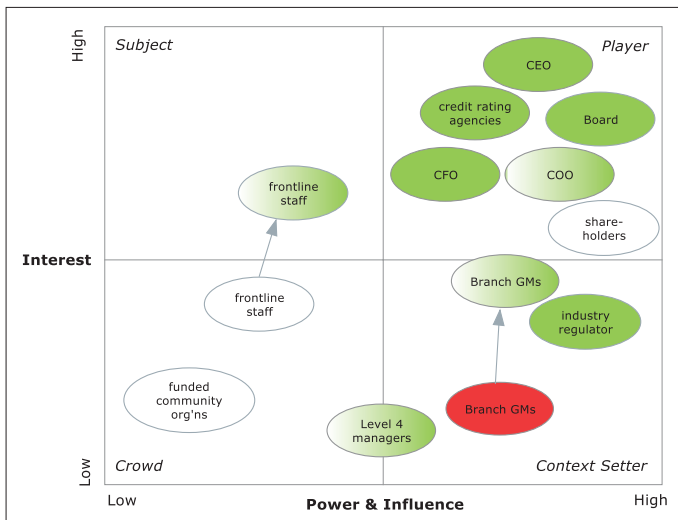 High
Subject
Player
CEO
credit rating
agencies
Board
CFO
COO
frontline
staff
share-
holders
Interest
Branch GMs
frontline
staff
industry
regulator
funded
community
org'ns
Branch GMs
Level 4
managers
Low
Crowd
Context Setter
Low
Power & Influence
High